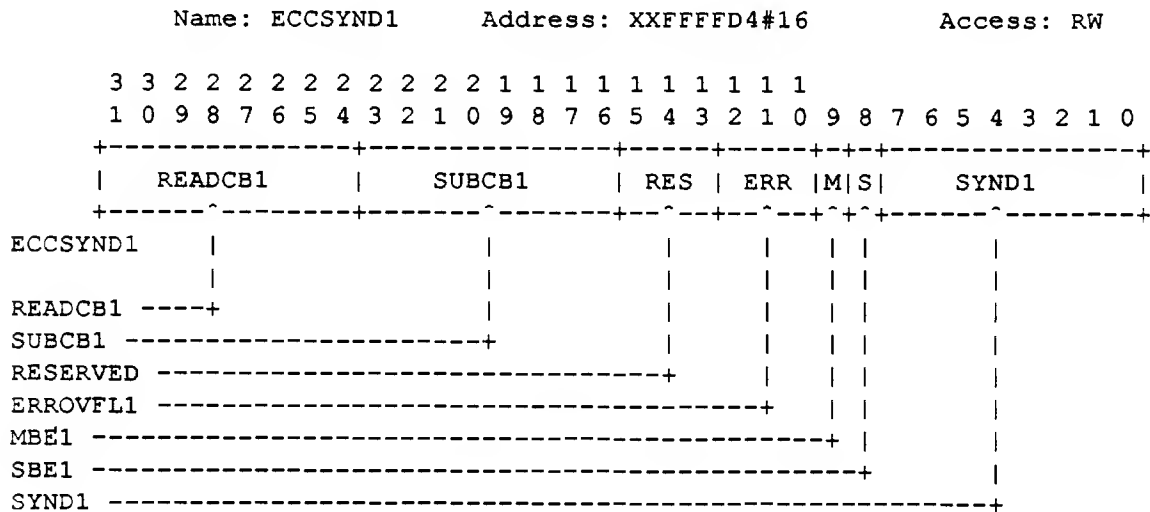 Name: ECCSYND1     Address: XXFFFFD4#16        Access: RW
3 3 2 2 2 2 2 2 2 2 2 2 1 1 1 1 1 1 1 1 1 1
1 0 9 8 7 6 5 4 3 2 1 0 9 8 7 6 5 4 3 2 1 0 9 8 7 6 5 4 3 2 1 0
+---------------+---------------+-----+-----+-+-+---------------+
|   READCB1     |    SUBCB1     | RES | ERR |M|S|    SYND1      |
+------^--------+-------^-------+--^--+--^--+^+^+------^--------+
ECCSYND1   |                |          |     |   | |       |
|                |          |     |   | |       |
READCB1 ----+                |          |     |   | |       |
SUBCB1 ----------------------+          |     |   | |       |
RESERVED -------------------------------+     |   | |       |
ERROVFL1 -------------------------------------+   | |       |
MBE1 ---------------------------------------------+ |       |
SBE1 -----------------------------------------------+       |
SYND1 ------------------------------------------------------+